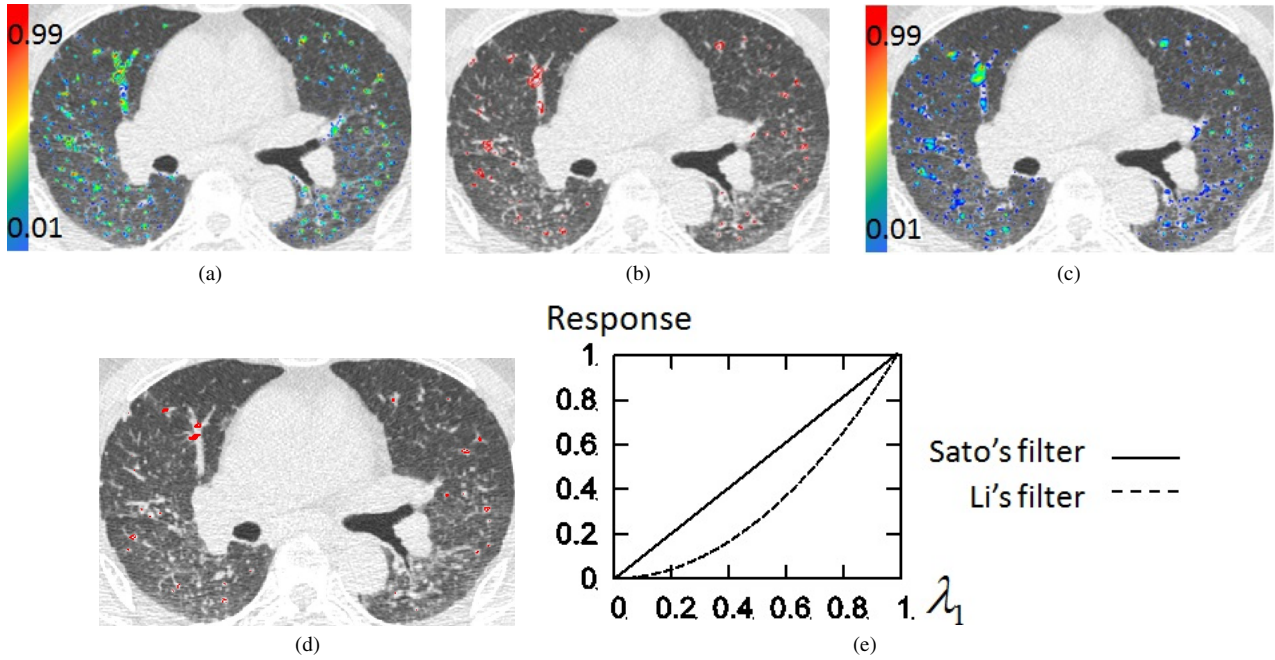 0.99
0.01
0.99
0.01
(a)
(b)
(c)
Response
1.
0.8
0.6
0.4
0.2
0.
0. 0.2 0.4 0.6 0.8 1. λ₁
Sato's filter
Li's filter
(d)
(e)